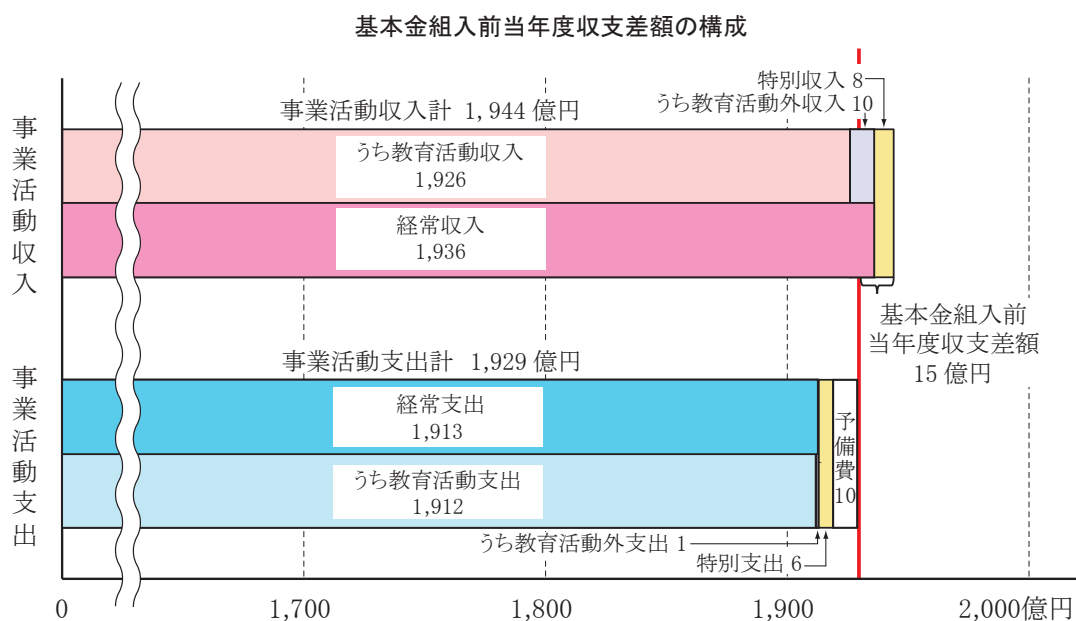 基本金組入前当年度収支差額の構成
特別収入 8
うち教育活動外収入 10
事業活動収入計 1,944 億円
事業活動収入
うち教育活動収入
1,926
経常収入
1,936
基本金組入前
当年度収支差額
15 億円
事業活動支出計 1,929 億円
事業活動支出
経常支出
1,913
予備費10
うち教育活動支出
1,912
うち教育活動外支出 1
特別支出 6
0 1,700 1,800 1,900 2,000億円